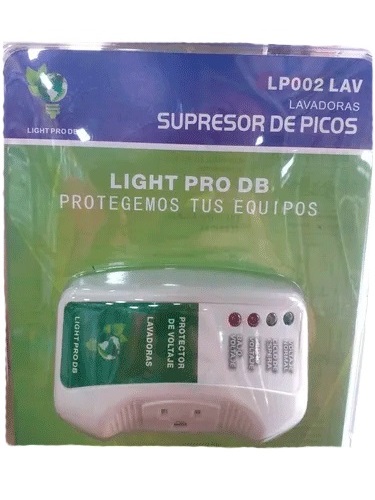 LP002 LAV
LAVADORAS
SUPRESOR DE PICOS
LIGHT PRO DB
LIGHT PRO DB
PROTEGEMOS TUS EQUIPOS
PROTECTOR
DE VOLTAJE
LAVADORAS
LIGHT PRO DB